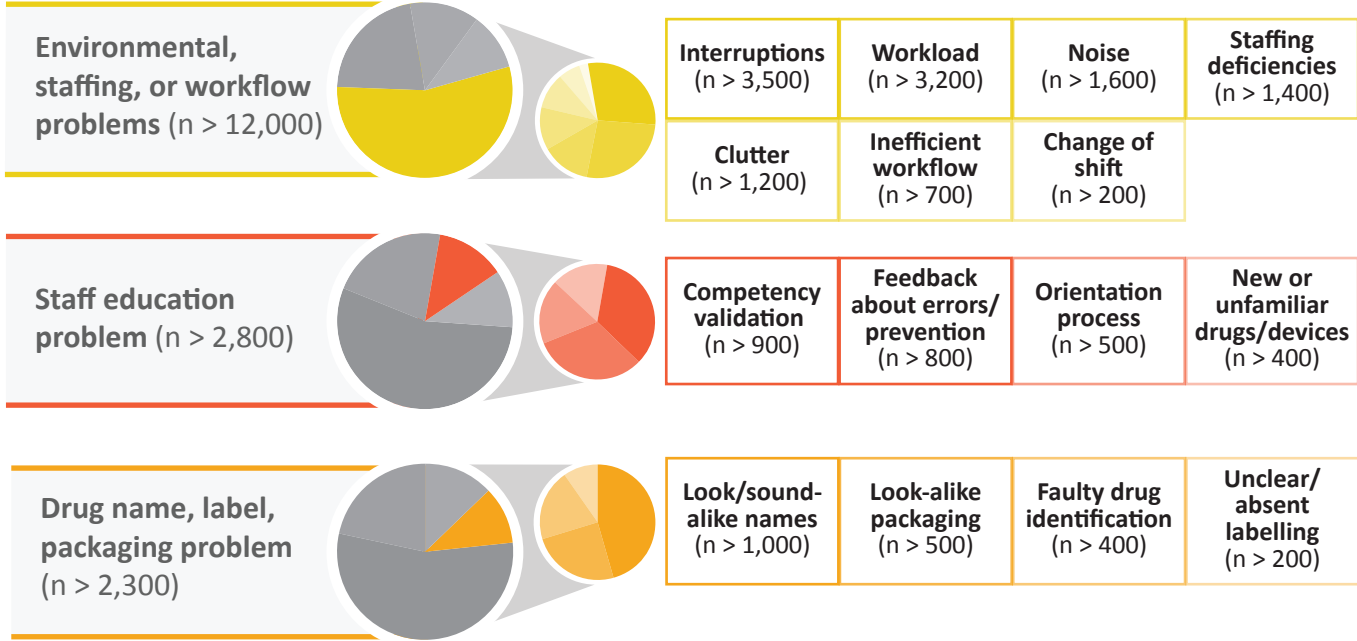 Environmental,
staffing, or workflow
problems (n > 12,000)
Interruptions
(n > 3,500)
Workload
(n > 3,200)
Noise
(n > 1,600)
Staffing
deficiencies
(n > 1,400)
Clutter
(n > 1,200)
Inefficient
workflow
(n > 700)
Change of
shift
(n > 200)
Staff education
problem (n > 2,800)
Competency
validation
(n > 900)
Feedback
about errors/
prevention
(n > 800)
Orientation
process
(n > 500)
New or
unfamiliar
drugs/devices
(n > 400)
Drug name, label,
packaging problem
(n > 2,300)
Look/sound-
alike names
(n > 1,000)
Look-alike
packaging
(n > 500)
Faulty drug
identification
(n > 400)
Unclear/
absent
labelling
(n > 200)